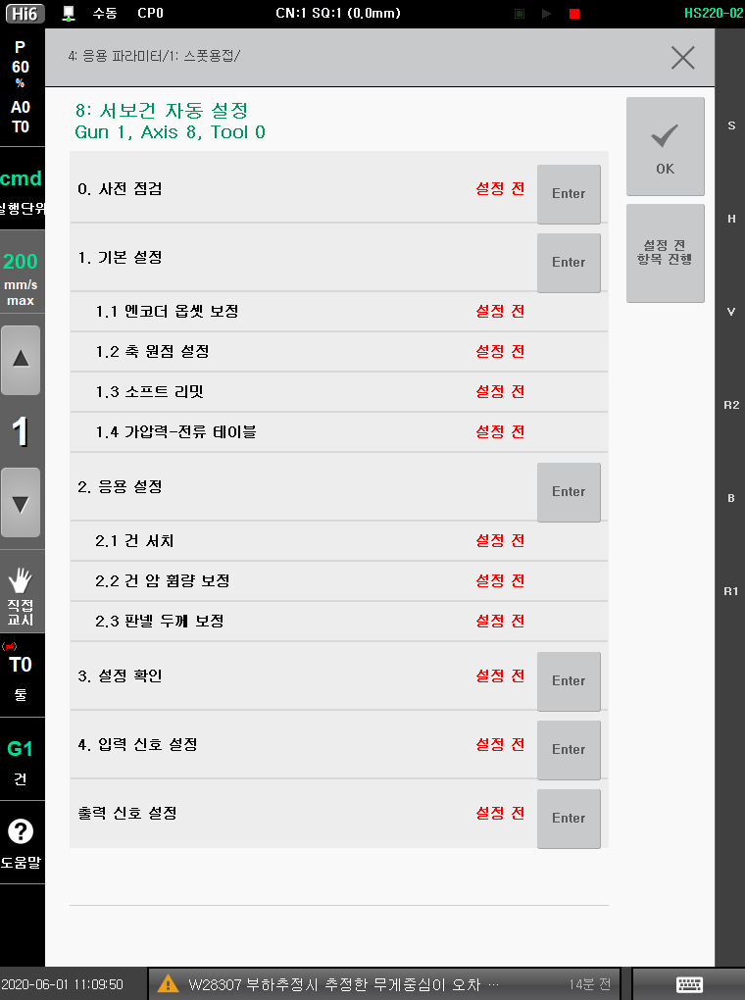 Hi6 수동 CP0 CN:1 SQ:1 (0.0mm) HS220-02
P
60
%
A0
T0
cmd
실행단위
200
mm/s
max
1
직접
교시
T0
툴
G1
건
?
도움말
4: 응용 파라미터/1: 스폿용접/
8: 서보건 자동 설정
Gun 1, Axis 8, Tool 0
0. 사전 점검 설정 전 Enter
1. 기본 설정 Enter
1.1 엔코더 옵셋 보정 설정 전
1.2 축 원점 설정 설정 전
1.3 소프트 리밋 설정 전
1.4 가압력-전류 테이블 설정 전
2. 응용 설정 Enter
2.1 건 서치 설정 전
2.2 건 암 휨량 보정 설정 전
2.3 판넬 두께 보정 설정 전
3. 설정 확인 설정 전 Enter
4. 입력 신호 설정 설정 전 Enter
출력 신호 설정 설정 전 Enter
OK
설정 전
항목 진행
S
H
V
R2
B
R1
2020-06-01 11:09:50 W28307 부하추정시 추정한 무게중심이 오차 ... 14분 전